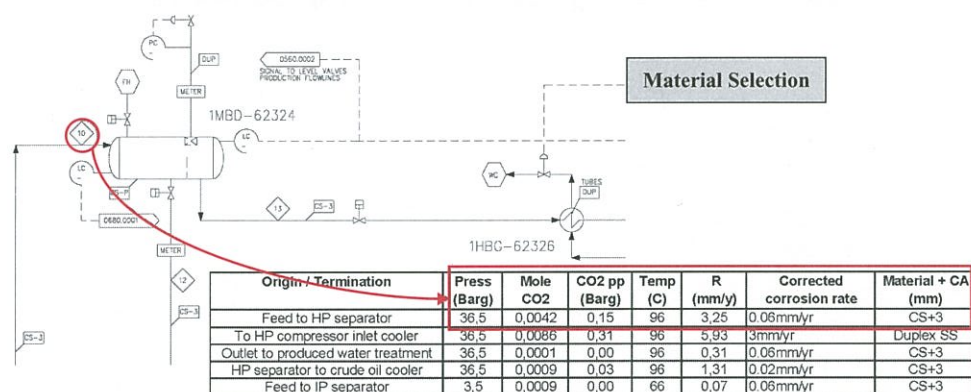 PC
DUP
0560.0002
SIGNAL TO LEVEL VALVES
PRODUCTION FLOWLINES
Material Selection
FH
METER
1MBD-62324
10
LC
LC
WC
TUBES
DUP
CS-P
13
CS-3
0680.0001
1HBG-62326
METER
12
CS-3
CS-3
Origin / Termination Press (Barg) Mole CO2 CO2 pp (Barg) Temp (C) R (mm/y) Corrected corrosion rate Material + CA (mm)
Feed to HP separator 36,5 0,0042 0,15 96 3,25 0.06mm/yr CS+3
To HP compressor inlet cooler 36,5 0,0086 0,31 96 5,93 3mm/yr Duplex SS
Outlet to produced water treatment 36,5 0,0001 0,00 96 0,31 0.06mm/yr CS+3
HP separator to crude oil cooler 36,5 0,0009 0,03 96 1,31 0.02mm/yr CS+3
Feed to IP separator 3,5 0,0009 0,00 66 0,07 0.06mm/yr CS+3